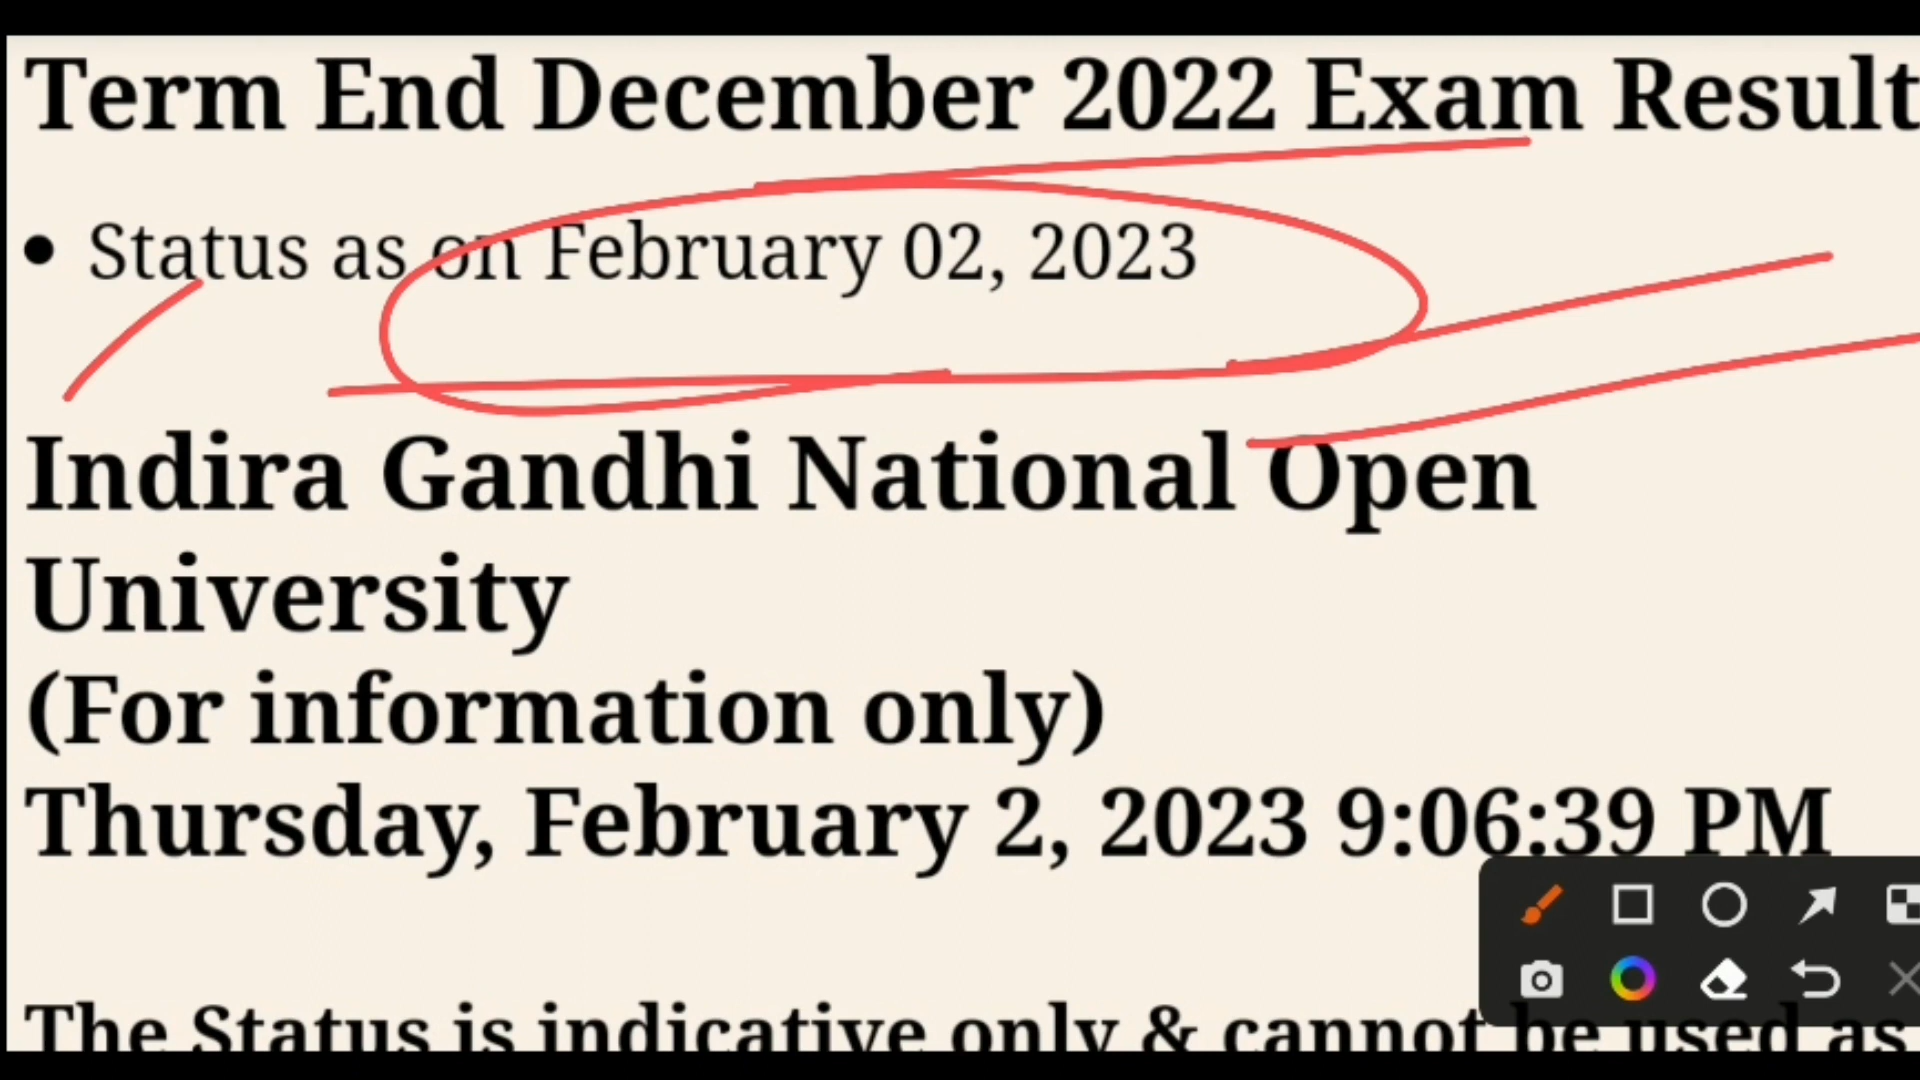 Term End December 2022 Exam Result
• Status as on February 02, 2023
Indira Gandhi National Open
University
(For information only)
Thursday, February 2, 2023 9:06:39 PM
The Status is indicative only & cannot be used as